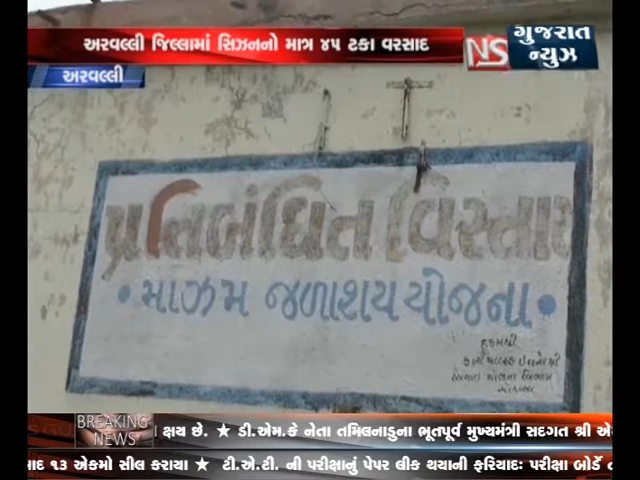 અરવલ્લી જિલ્લામાં સિઝનનો માત્ર ૪૫ ટકા વરસાદ
NS ગુજરાત
ન્યુઝ
અરવલ્લી
પ્રતિબંધિત વિસ્તાર
• માઝમ જળાશય યોજના •
હુકમથી
BREAKING
NEWS
ક્ષય છે. ★ ડી.એમ.કે નેતા તમિલનાડુના ભૂતપૂર્વ મુખ્યમંત્રી સદગત શ્રી
૧૩ એકમો સીલ કરાયા ★ ટી.એ.ટી. ની પરીક્ષાનું પેપર લીક થયાની ફરિયાદઃ પરીક્ષા બોર્ડે